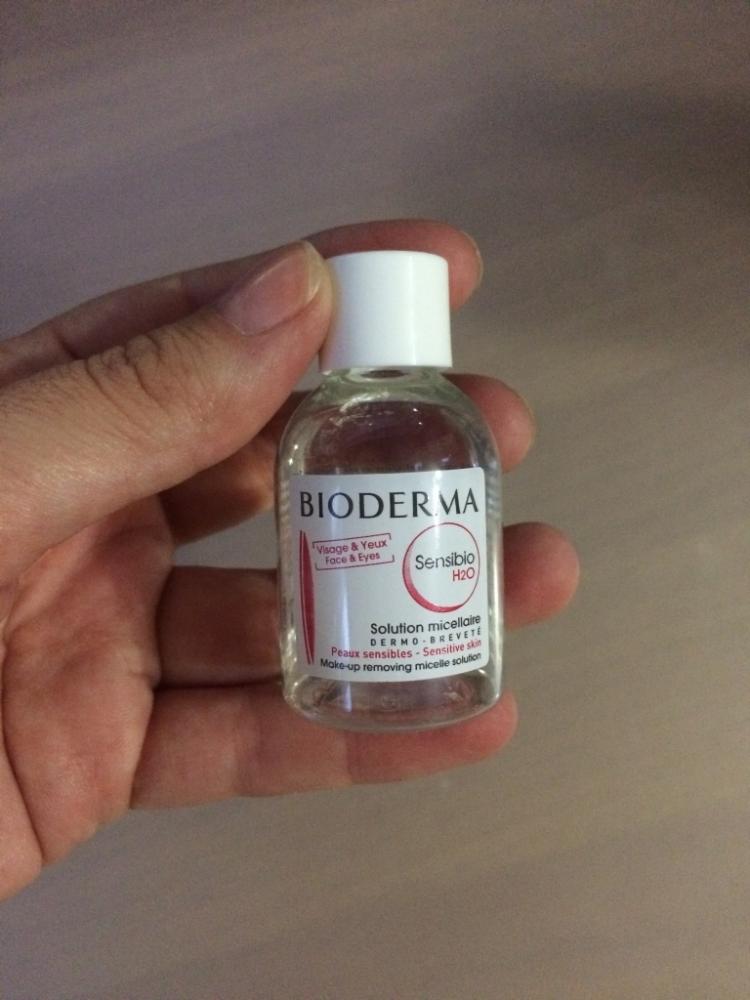 BIODERMA
Visage & Yeux
Face & Eyes
Sensibio
H2O
Solution micellaire
DERMO-BREVETÉ
Peaux sensibles - Sensitive skin
Make-up removing micelle solution